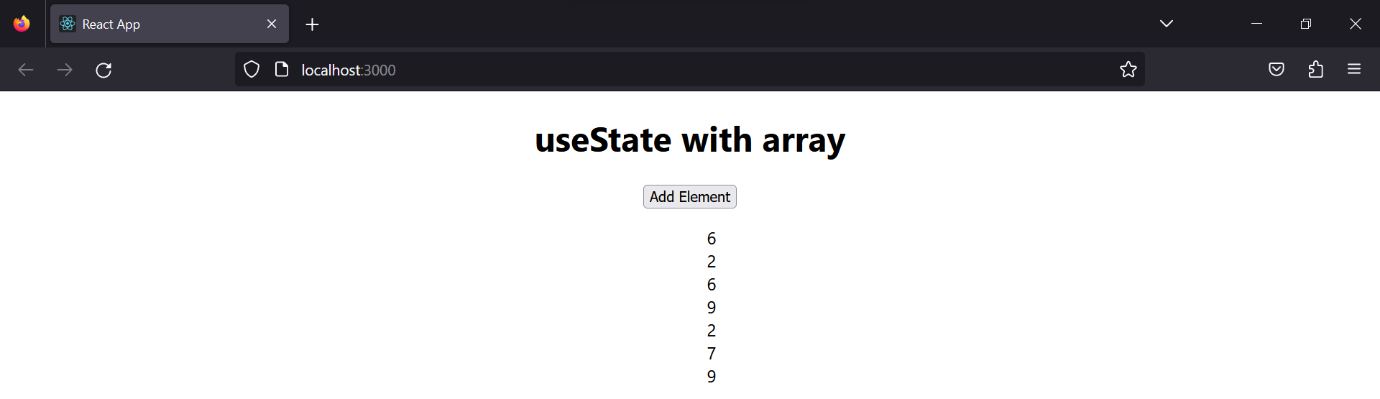 React App
localhost:3000
useState with array
Add Element
6
2
6
9
2
7
9